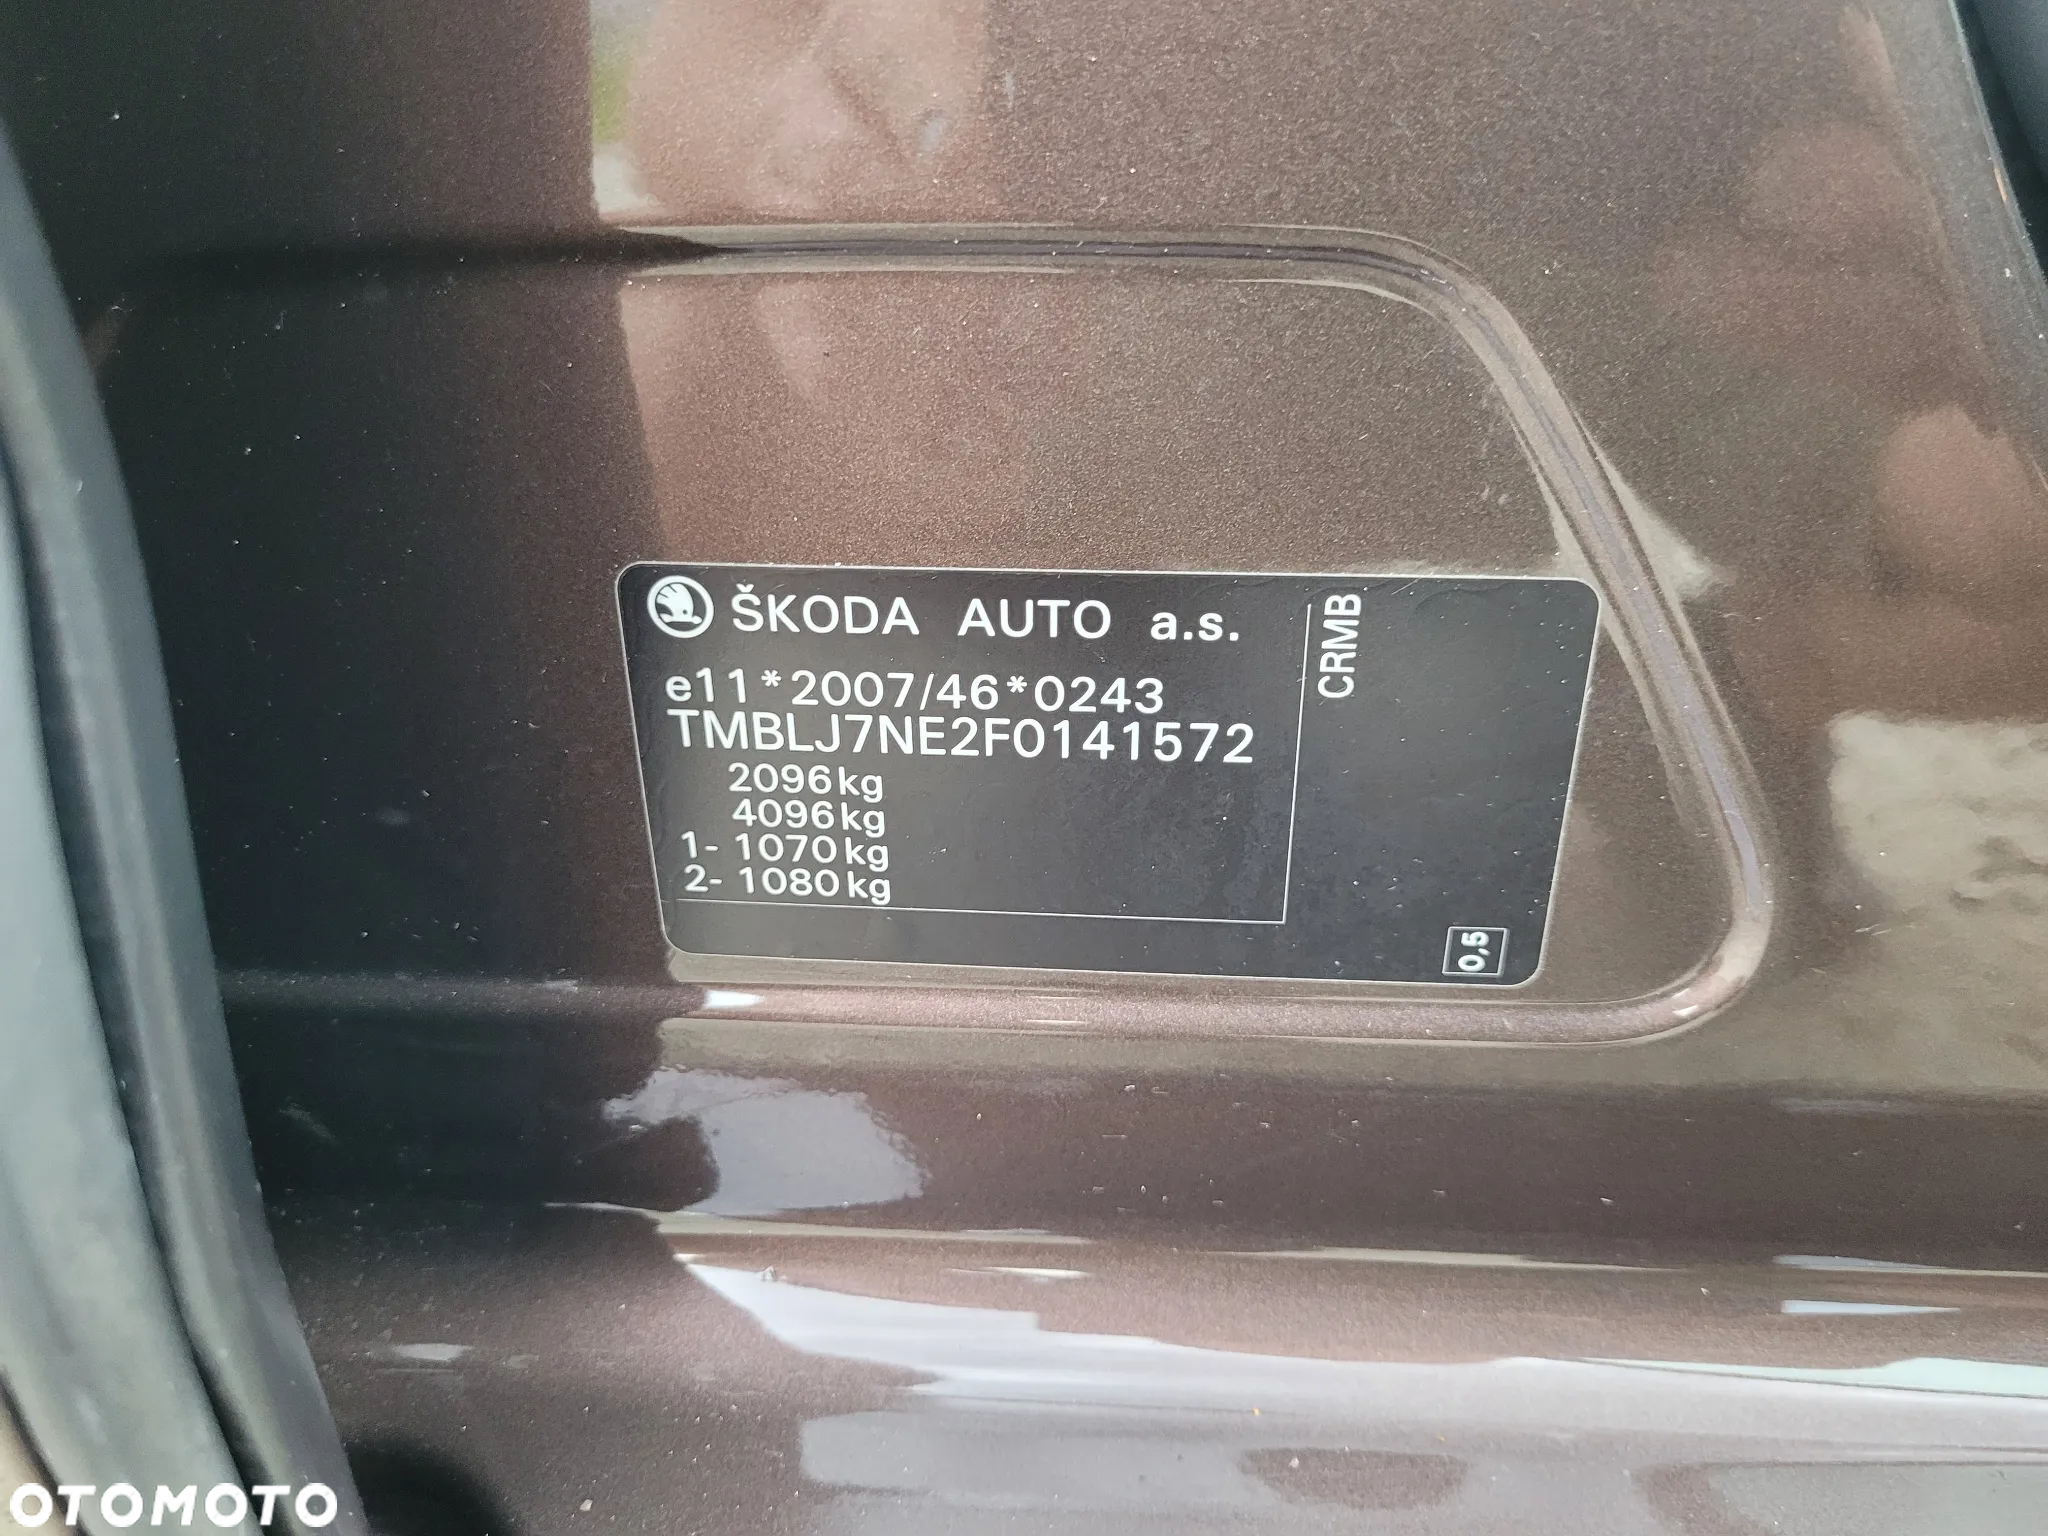 ŠKODA AUTO a.s.
e11*2007/46*0243
TMBLJ7NE2F0141572
2096kg
4096kg
1- 1070kg
2- 1080kg
CRMB
0,5
OTOMOTO